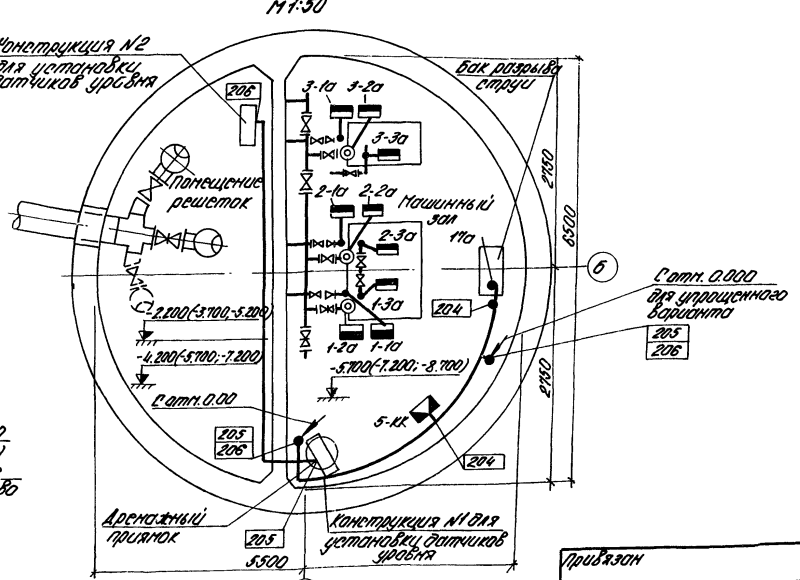 М 1:50
Конструкция N2
для установки
датчиков уровня
206
3-1а
3-2а
Бак разрыва
струи
3-3а
Помещение
решеток
2-1а
2-2а
Машинный
зал
17а
2-3а
2750
6500
Б
С отм. 0.000
для упрощенного
варианта
205
206
204
1-3а
-2.200(-3.700;-5.200)
1-2а
1-1а
-4.200(-5.700;-7.200)
-5.700(-7.200;-8.700)
2750
С отм. 0.00
205
206
5-КК
204
Дренажный
приямок
205
Конструкция N1 для
установки датчиков
уровня
5500
Привязан